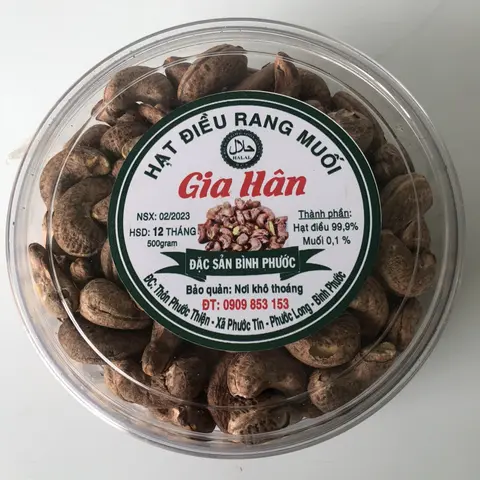 HẠT ĐIỀU RANG MUỐI
حلال
HALAL
Gia Hân
NSX: 02/2023
HSD: 12 THÁNG
500gram
Thành phần:
Hạt điều 99,9%
Muối 0,1 %
ĐẶC SẢN BÌNH PHƯỚC
Bảo quản: Nơi khô thoáng
ĐT: 0909 853 153
ĐC: Thôn Phước Thiện - Xã Phước Tín - Phước Long - Bình Phước